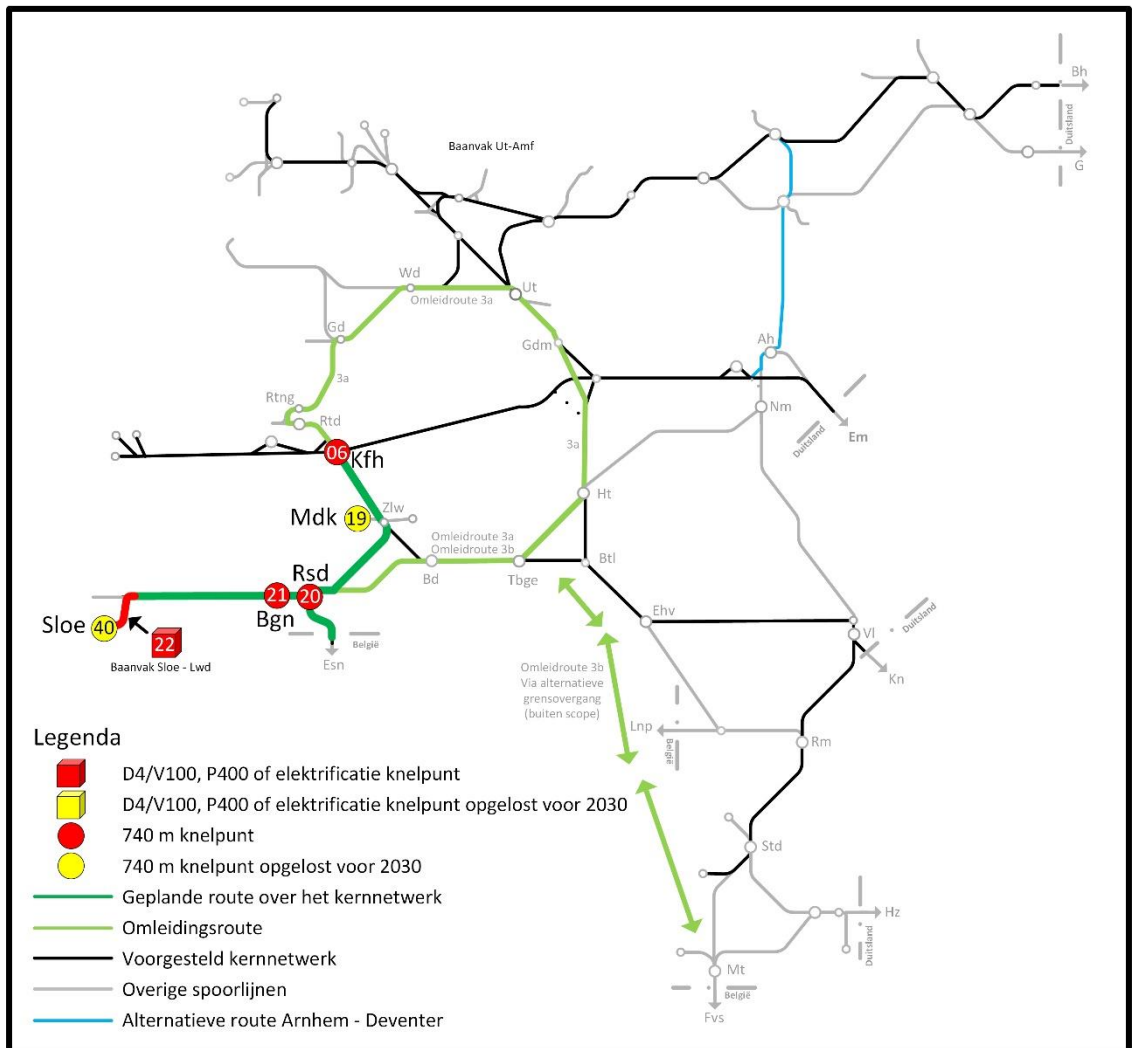 Bh
Baanvak Ut-Amf
Duitsland
G
Wd
Omleidroute 3a
Ut
Gd
Gdm
Ah
3a
Rtng
Rtd
Nm
Duitsland
Em
3a
06
Kfh
Ht
Mdk
19
Zlw
Omleidroute 3a
Omleidroute 3b
Bd
Tbge
Btl
Rsd
21
20
Bgn
Sloe
40
22
België
Esn
Baanvak Sloe - Lwd
Ehv
Duitsland
Vl
Kn
Omleidroute 3b
Via alternatieve
grensovergang
(buiten scope)
Lnp
België
Rm
Legenda
D4/V100, P400 of elektrificatie knelpunt
D4/V100, P400 of elektrificatie knelpunt opgelost voor 2030
740 m knelpunt
740 m knelpunt opgelost voor 2030
Geplande route over het kernnetwerk
Omleidingsroute
Voorgesteld kernnetwerk
Overige spoorlijnen
Alternatieve route Arnhem - Deventer
Std
Hz
Duitsland
Mt
België
Fvs